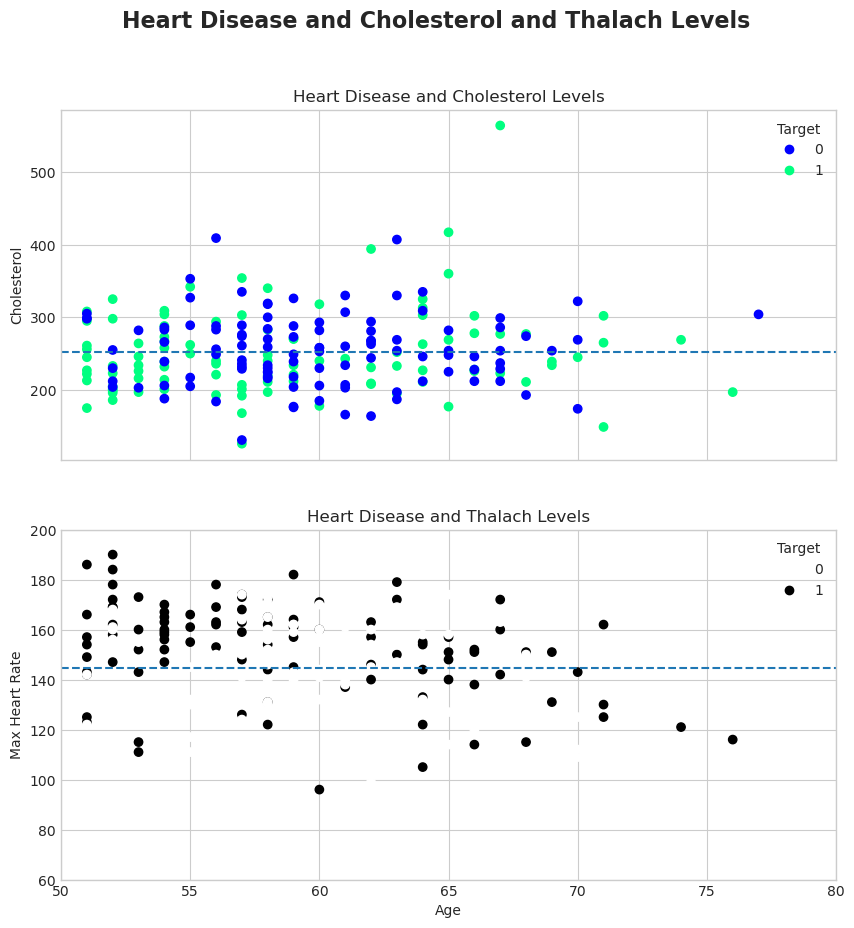 Heart Disease and Cholesterol and Thalach Levels
Heart Disease and Cholesterol Levels
Target
0
1
500
400
300
200
Cholesterol
Heart Disease and Thalach Levels
Target
0
1
200
180
160
140
120
100
80
60
Max Heart Rate
50 55 60 65 70 75 80
Age